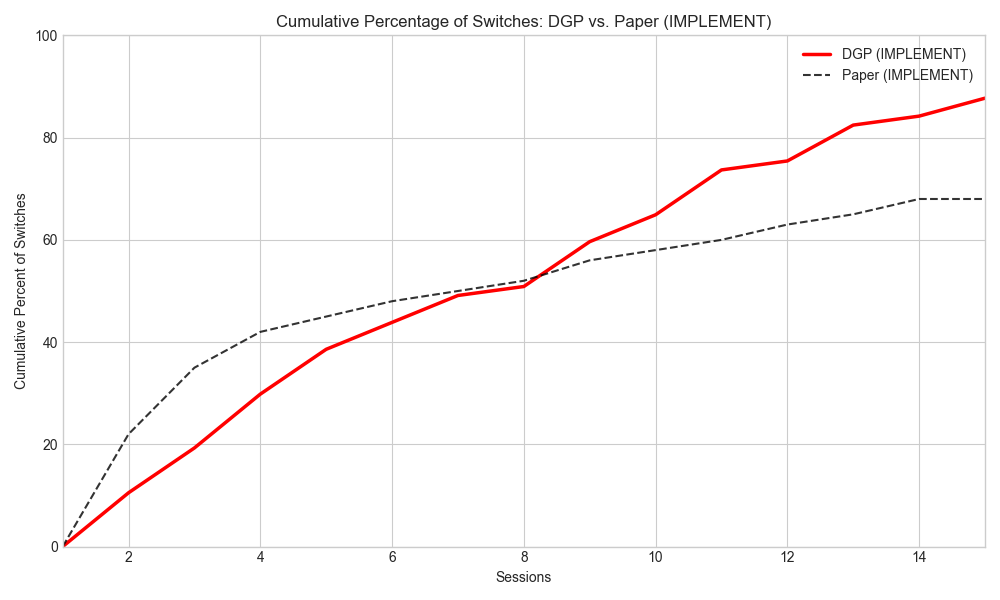 Cumulative Percentage of Switches: DGP vs. Paper (IMPLEMENT)
DGP (IMPLEMENT)
Paper (IMPLEMENT)
Cumulative Percent of Switches
100
80
60
40
20
0
2 4 6 8 10 12 14
Sessions